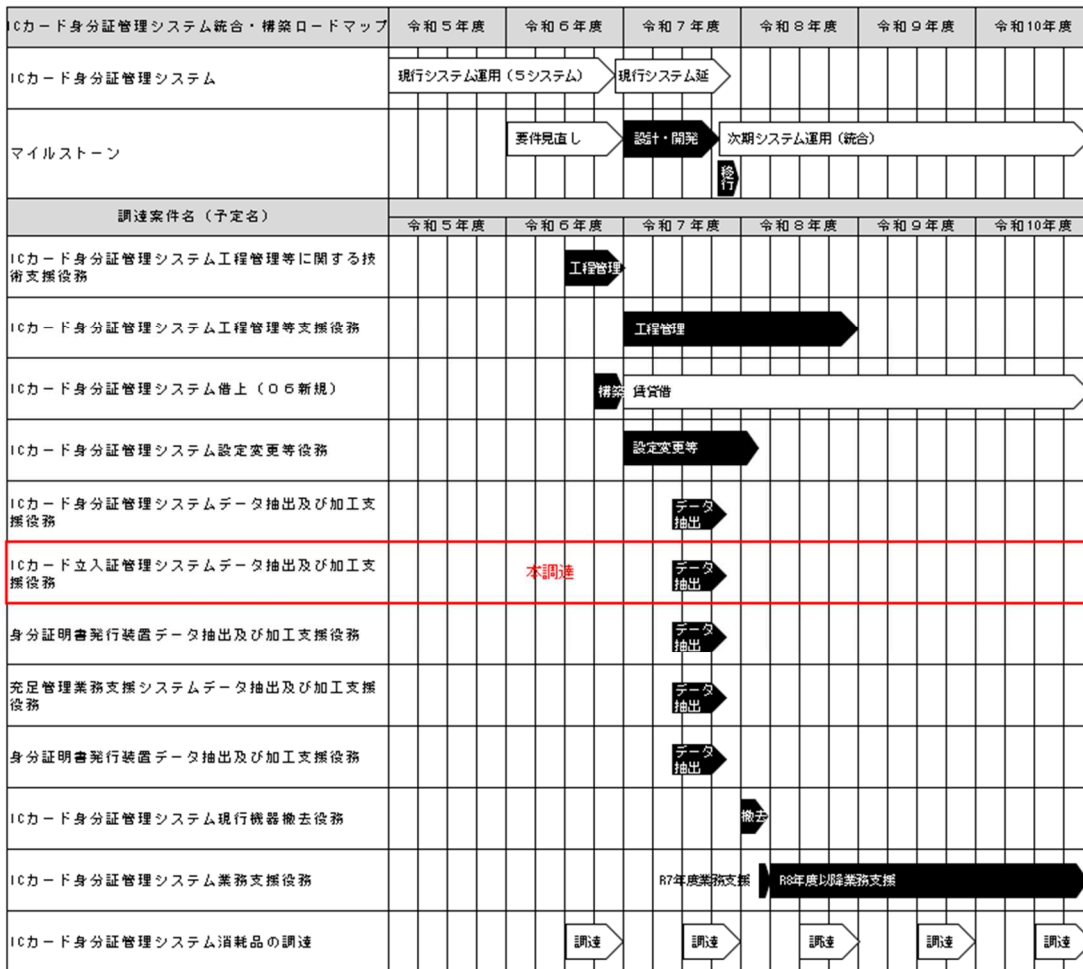 ICカード身分証管理システム統合・構築ロードマップ
令和5年度
令和6年度
令和7年度
令和8年度
令和9年度
令和10年度
ICカード身分証管理システム
現行システム運用（5システム）
現行システム延
マイルストーン
要件見直し
設計・開発
次期システム運用（統合）
移行
調達案件名（予定名）
令和5年度
令和6年度
令和7年度
令和8年度
令和9年度
令和10年度
ICカード身分証管理システム工程管理等に関する技
術支援役務
工程管理
ICカード身分証管理システム工程管理等支援役務
工程管理
ICカード身分証管理システム借上（06新規）
構築
賃貸借
ICカード身分証管理システム設定変更等役務
設定変更等
ICカード身分証管理システムデータ抽出及び加工支
援役務
データ
抽出
ICカード立入証管理システムデータ抽出及び加工支
援役務
本調達
データ
抽出
身分証明書発行装置データ抽出及び加工支援役務
データ
抽出
充足管理業務支援システムデータ抽出及び加工支援
役務
データ
抽出
身分証明書発行装置データ抽出及び加工支援役務
データ
抽出
ICカード身分証管理システム現行機器撤去役務
撤去
ICカード身分証管理システム業務支援役務
R7年度業務支援
R8年度以降業務支援
ICカード身分証管理システム消耗品の調達
調達
調達
調達
調達
調達